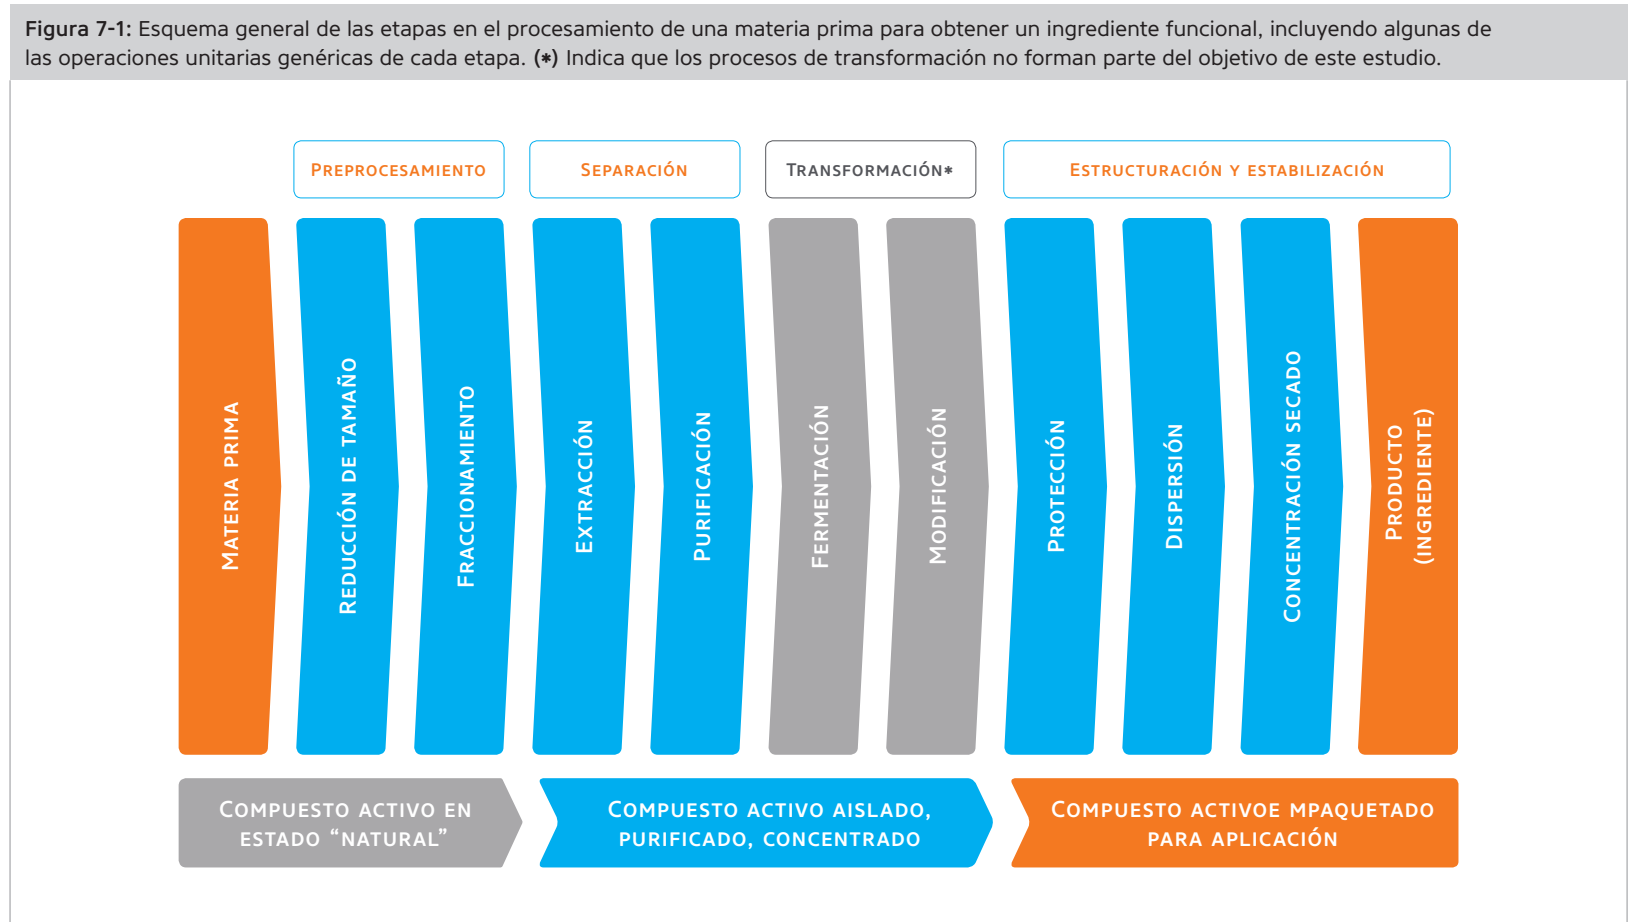 Figura 7-1: Esquema general de las etapas en el procesamiento de una materia prima para obtener un ingrediente funcional, incluyendo algunas de
las operaciones unitarias genéricas de cada etapa. (*) Indica que los procesos de transformación no forman parte del objetivo de este estudio.
PREPROCESAMIENTO
SEPARACIÓN
TRANSFORMACIÓN*
ESTRUCTURACIÓN Y ESTABILIZACIÓN
MATERIA PRIMA
REDUCCIÓN DE TAMAÑO
FRACCIONAMIENTO
EXTRACCIÓN
PURIFICACIÓN
FERMENTACIÓN
MODIFICACIÓN
PROTECCIÓN
DISPERSIÓN
CONCENTRACIÓN SECADO
PRODUCTO
(INGREDIENTE)
COMPUESTO ACTIVO EN
ESTADO “NATURAL”
COMPUESTO ACTIVO AISLADO,
PURIFICADO, CONCENTRADO
COMPUESTO ACTIVOE MPAQUETADO
PARA APLICACIÓN